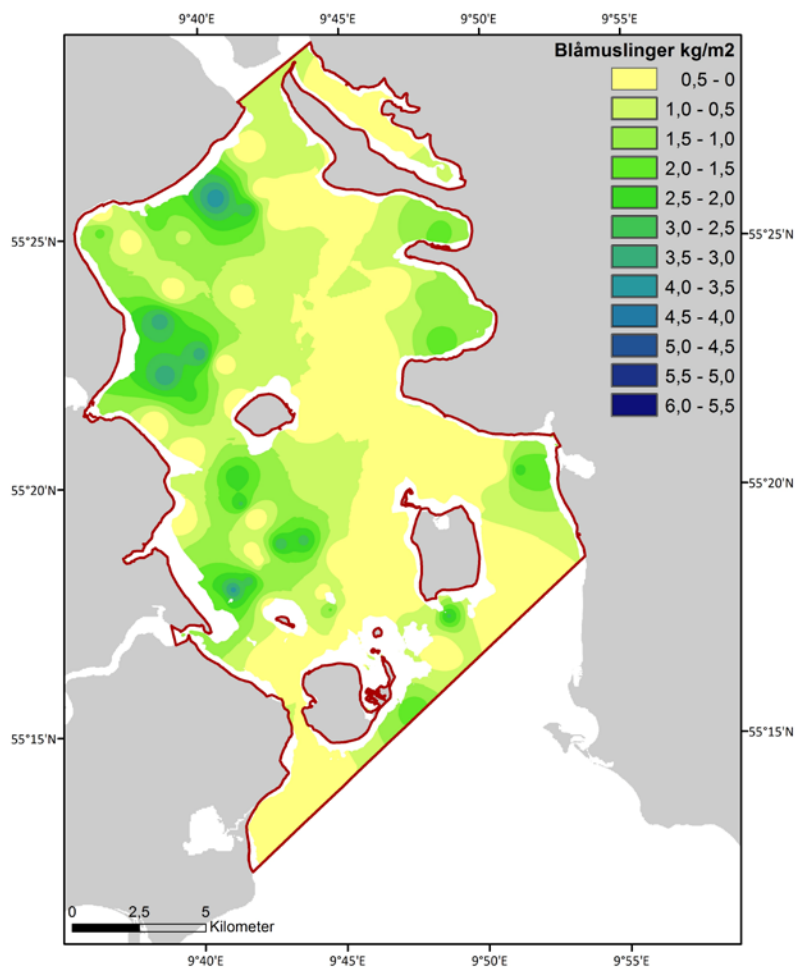 9°40'E 9°45'E 9°50'E 9°55'E
Blåmuslinger kg/m2
0,5 - 0
1,0 - 0,5
1,5 - 1,0
2,0 - 1,5
2,5 - 2,0
3,0 - 2,5
3,5 - 3,0
4,0 - 3,5
4,5 - 4,0
5,0 - 4,5
5,5 - 5,0
6,0 - 5,5
55°25'N 55°25'N
55°20'N 55°20'N
55°15'N 55°15'N
0 2,5 5
Kilometer
9°40'E 9°45'E 9°50'E 9°55'E